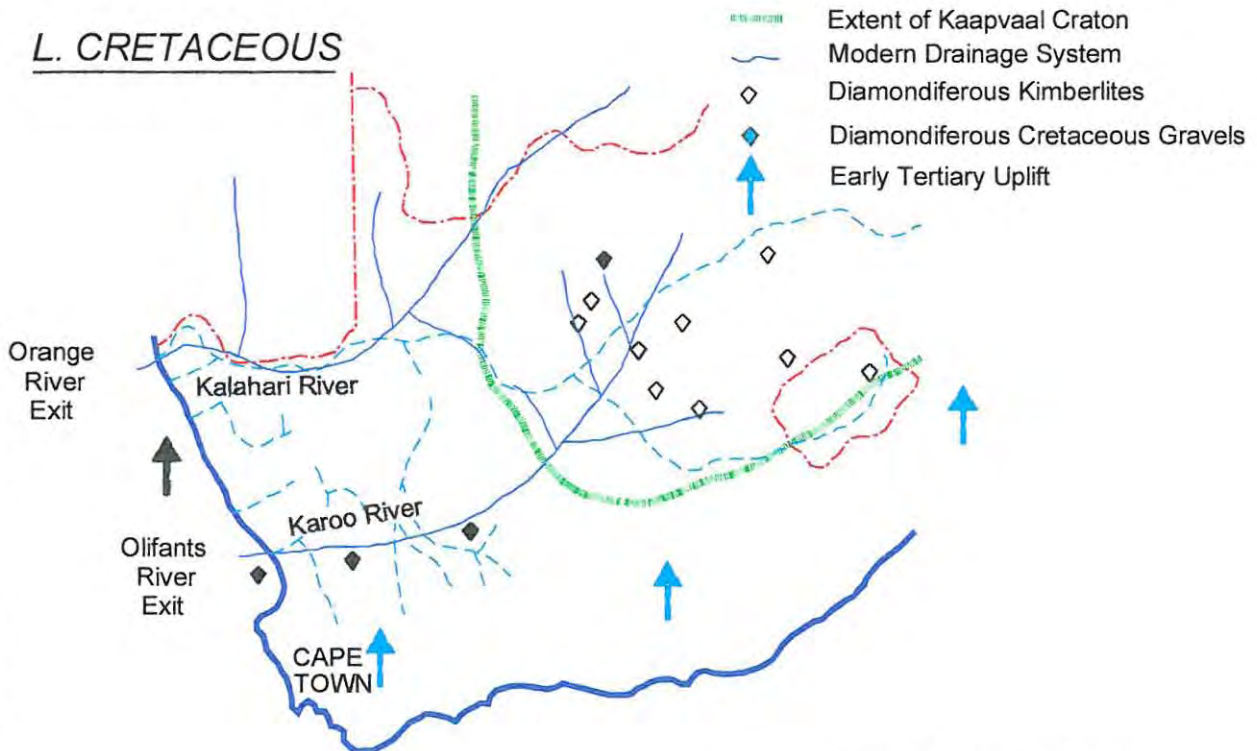 L. CRETACEOUS
Extent of Kaapvaal Craton
Modern Drainage System
Diamondiferous Kimberlites
Diamondiferous Cretaceous Gravels
Early Tertiary Uplift
Orange
River
Exit
Kalahari River
Karoo River
Olifants
River
Exit
CAPE
TOWN